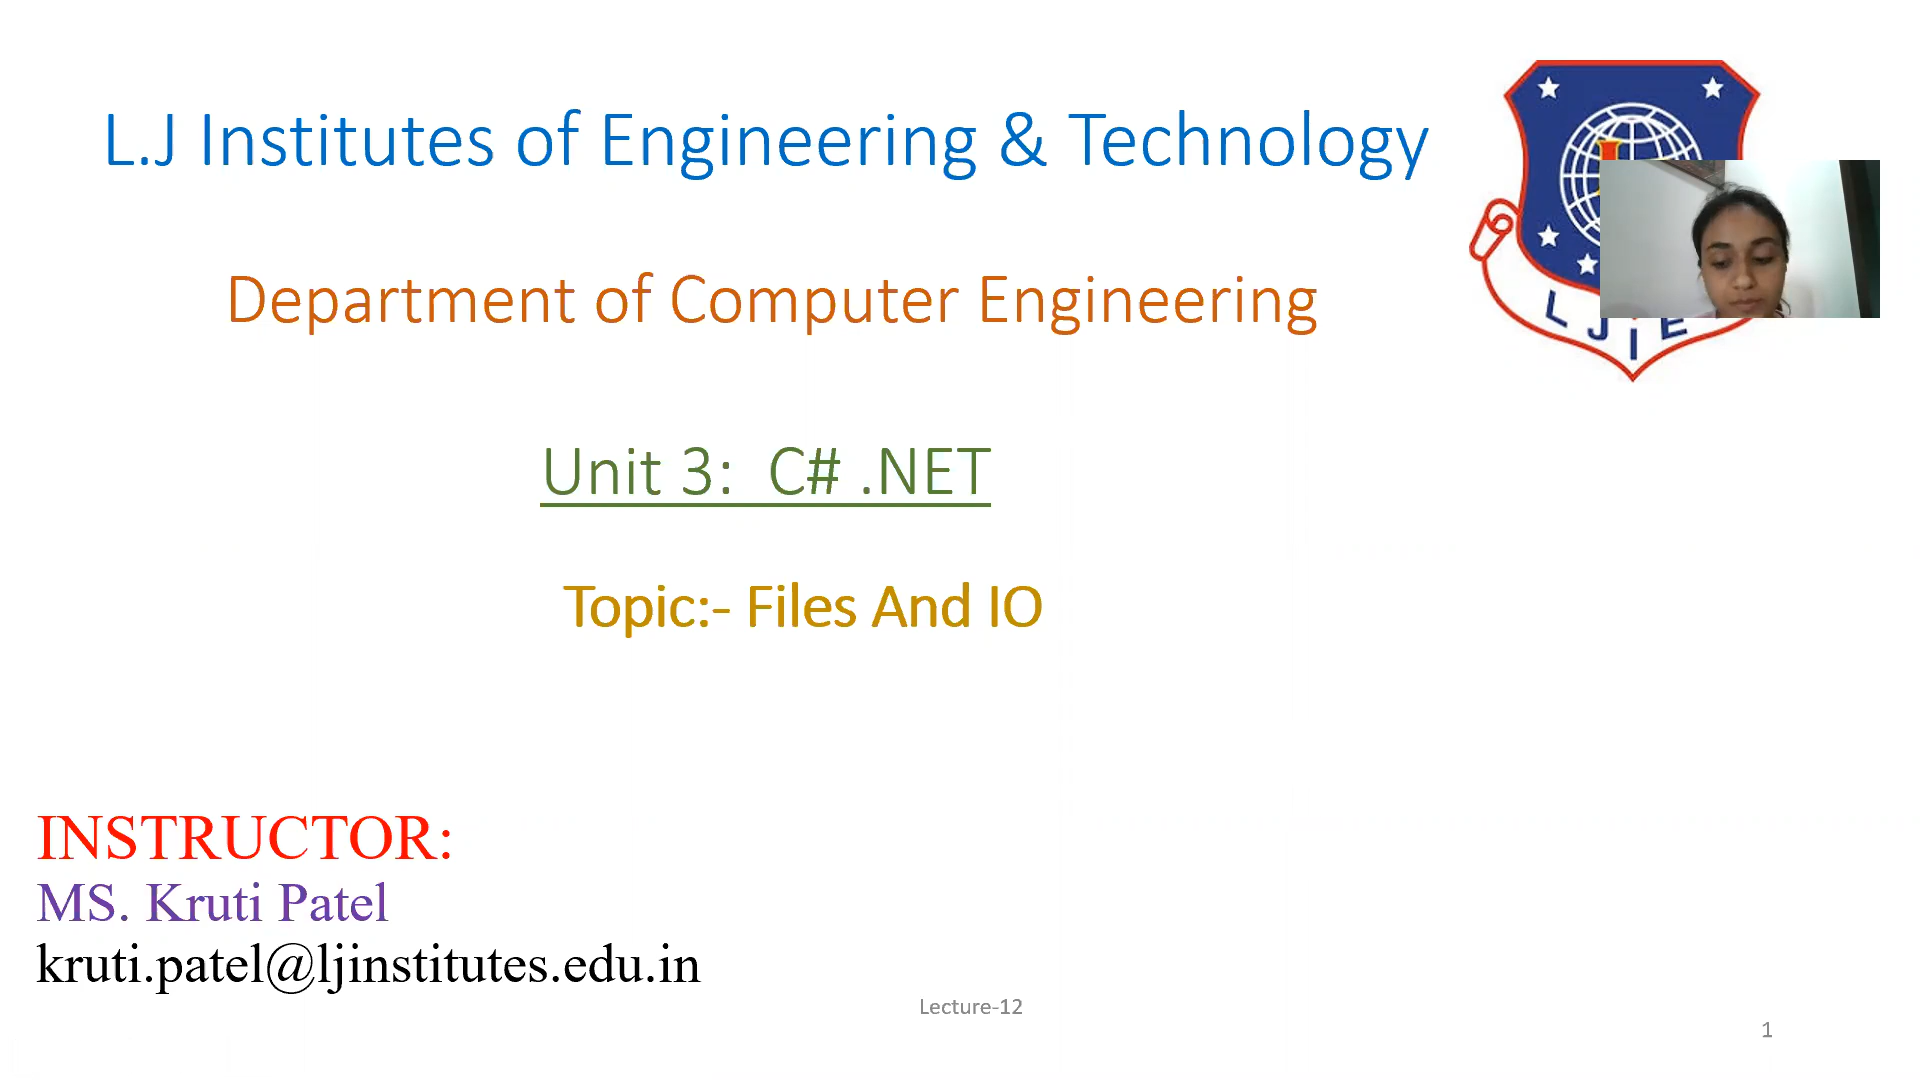 L.J Institutes of Engineering & Technology
Department of Computer Engineering
Unit 3:  C# .NET
Topic:- Files And IO
L J I E
INSTRUCTOR:
MS. Kruti Patel
kruti.patel@ljinstitutes.edu.in
Lecture-12
1